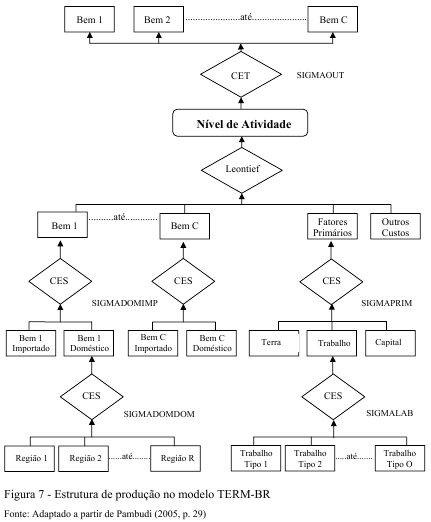 Bem 1
Bem 2
.....................até.....................
Bem C
CET
SIGMAOUT
Nível de Atividade
Leontief
Bem 1
........até.............
Bem C
Fatores
Primários
Outros
Custos
CES
CES
CES
SIGMADOMIMP
SIGMAPRIM
Bem 1
Importado
Bem 1
Doméstico
Bem C
Importado
Bem C
Doméstico
Terra
Trabalho
Capital
CES
CES
SIGMADOMDOM
SIGMALAB
Região 1
Região 2
......até......
Região R
Trabalho
Tipo 1
Trabalho
Tipo 2
......até.......
Trabalho
Tipo O
Figura 7 - Estrutura de produção no modelo TERM-BR
Fonte: Adaptado a partir de Pambudi (2005, p. 29)